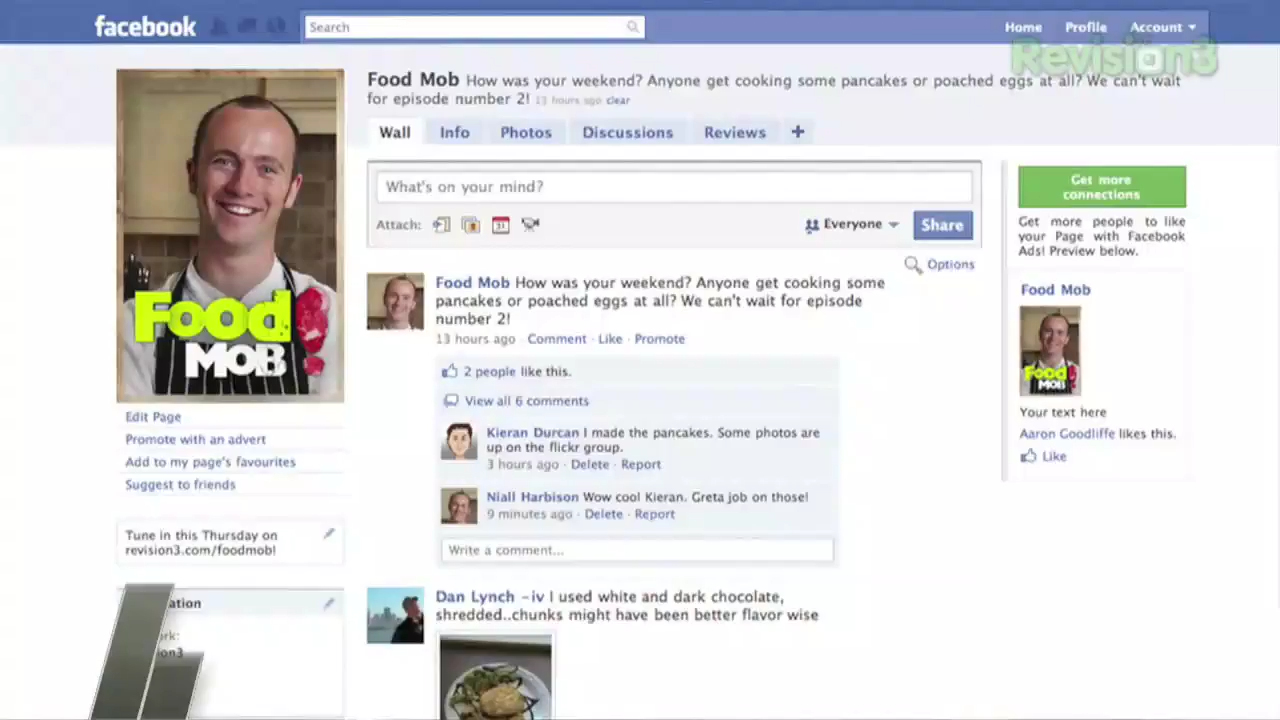 facebook
Search
Home Profile Account
Revision3
Food Mob How was your weekend? Anyone get cooking some pancakes or poached eggs at all? We can't wait
for episode number 2! 13 hours ago clear
Wall Info Photos Discussions Reviews +
What's on your mind?
Attach: 31 Everyone Share
Options
Food Mob How was your weekend? Anyone get cooking some
pancakes or poached eggs at all? We can't wait for episode
number 2!
13 hours ago · Comment · Like · Promote
2 people like this.
View all 6 comments
Kieran Durcan I made the pancakes. Some photos are
up on the flickr group.
3 hours ago · Delete · Report
Niall Harbison Wow cool Kieran. Greta job on those!
9 minutes ago · Delete · Report
Write a comment...
Dan Lynch -iv I used white and dark chocolate,
shredded..chunks might have been better flavor wise
Food
MOB!
Edit Page
Promote with an advert
Add to my page's favourites
Suggest to friends
Tune in this Thursday on
revision3.com/foodmob!
ation
rk:
on3
Get more
connections
Get more people to like
your Page with Facebook
Ads! Preview below.
Food Mob
Food
MOB!
Your text here
Aaron Goodliffe likes this.
Like